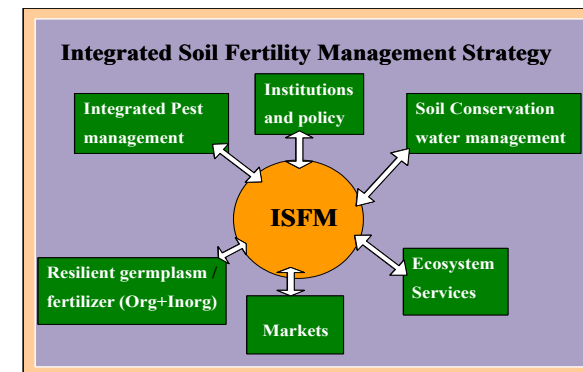 Integrated Soil Fertility Management Strategy
Institutions
and policy
Integrated Pest
management
Soil Conservation
water management
ISFM
Resilient germplasm /
fertilizer (Org+Inorg)
Ecosystem
Services
Markets